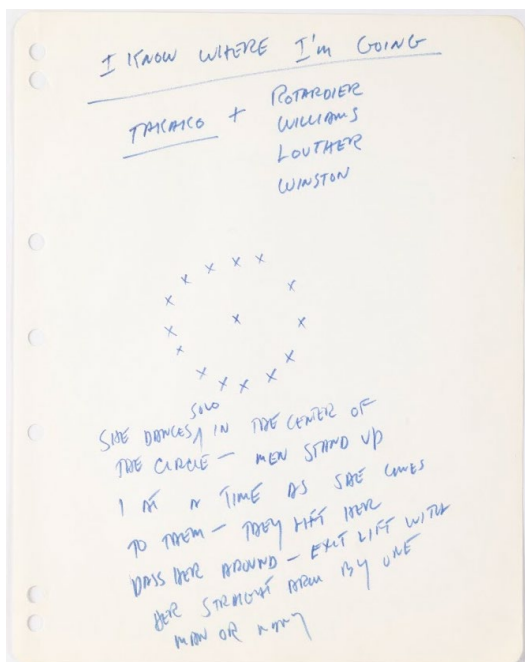 I KNOW WHERE I'm GOING
TAKAKO + ROTARDIER
WILLIAMS
LOUTHER
WINSTON
SOLO
SHE DANCES IN THE CENTER OF
THE CIRCLE — MEN STAND UP
1 AT A TIME AS SHE COMES
TO THEM — THEY LIFT HER
PASS HER AROUND — EXIT LIFT WITH
HER STRAIGHT ARM BY ONE
MAN OR MANY